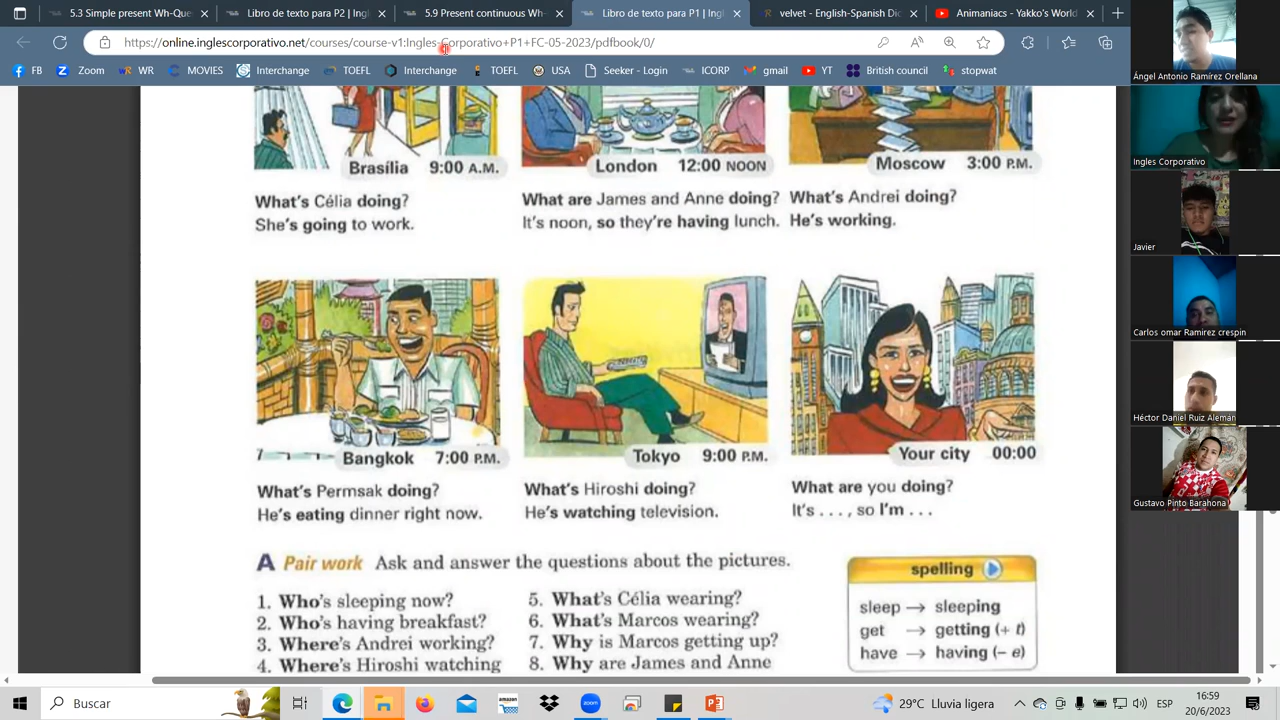 5.3 Simple present Wh-Ques
Libro de texto para P2 | Ingl
5.9 Present continuous Wh-
Libro de texto para P1 | Ingl
velvet - English-Spanish Dic
Animaniacs - Yakko's World
https://online.inglescorporativo.net/courses/course-v1:Ingles-Corporativo+P1+FC-05-2023/pdfbook/0/
FB
Zoom
WR
MOVIES
Interchange
TOEFL
Interchange
TOEFL
USA
Seeker - Login
ICORP
gmail
YT
British council
stopwat
Brasília 9:00 A.M.
London 12:00 NOON
Moscow 3:00 P.M.
What's Célia doing?
She's going to work.
What are James and Anne doing?
It's noon, so they're having lunch.
What's Andrei doing?
He's working.
Bangkok 7:00 P.M.
Tokyo 9:00 P.M.
Your city 00:00
What's Permsak doing?
He's eating dinner right now.
What's Hiroshi doing?
He's watching television.
What are you doing?
It's . . . , so I'm . . .
A Pair work Ask and answer the questions about the pictures.
1. Who's sleeping now?
2. Who's having breakfast?
3. Where's Andrei working?
4. Where's Hiroshi watching
5. What's Célia wearing?
6. What's Marcos wearing?
7. Why is Marcos getting up?
8. Why are James and Anne
spelling
sleep → sleeping
get → getting (+ t)
have → having (– e)
Ángel Antonio Ramírez Orellana
Ingles Corporativo
Javier
Carlos omar Ramirez crespin
Héctor Daniel Ruiz Alemán
Gustavo Pinto Barahona
Buscar
29°C Lluvia ligera
ESP
16:59
20/6/2023